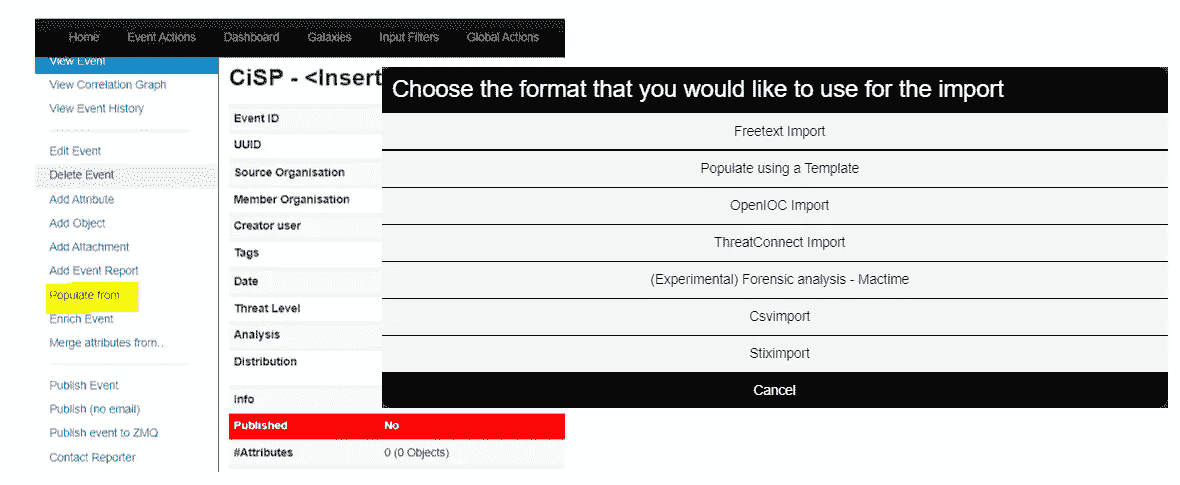 Home Event Actions Dashboard Galaxies Input Filters Global Actions
View Event
View Correlation Graph
View Event History
Edit Event
Delete Event
Add Attribute
Add Object
Add Attachment
Add Event Report
Populate from
Enrich Event
Merge attributes from...
Publish Event
Publish (no email)
Publish event to ZMQ
Contact Reporter
CiSP - <Insert
Event ID
UUID
Source Organisation
Member Organisation
Creator user
Tags
Date
Threat Level
Analysis
Distribution
Info
Published No
#Attributes 0 (0 Objects)
Choose the format that you would like to use for the import
Freetext Import
Populate using a Template
OpenIOC Import
ThreatConnect Import
(Experimental) Forensic analysis - Mactime
Csvimport
Stiximport
Cancel